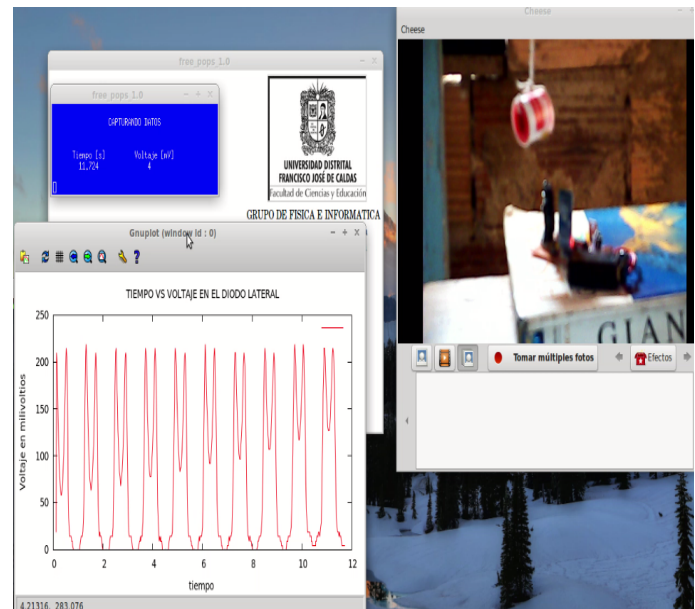 Cheese
Cheese
free pops 1.0
free pops 1.0
CAPTURANDO DATOS
Tiempo [s] Voltaje [mV]
11.724 4
UNIVERSIDAD DISTRITAL
FRANCISCO JOSÉ DE CALDAS
Facultad de Ciencias y Educación
GRUPO DE FISICA E INFORMATICA
Gnuplot (window id : 0)
TIEMPO VS VOLTAJE EN EL DIODO LATERAL
Voltaje en milivoltios
250
200
150
100
50
0
0 2 4 6 8 10 12
tiempo
4.21316, 283.076
GIAN
Tomar múltiples fotos
Efectos